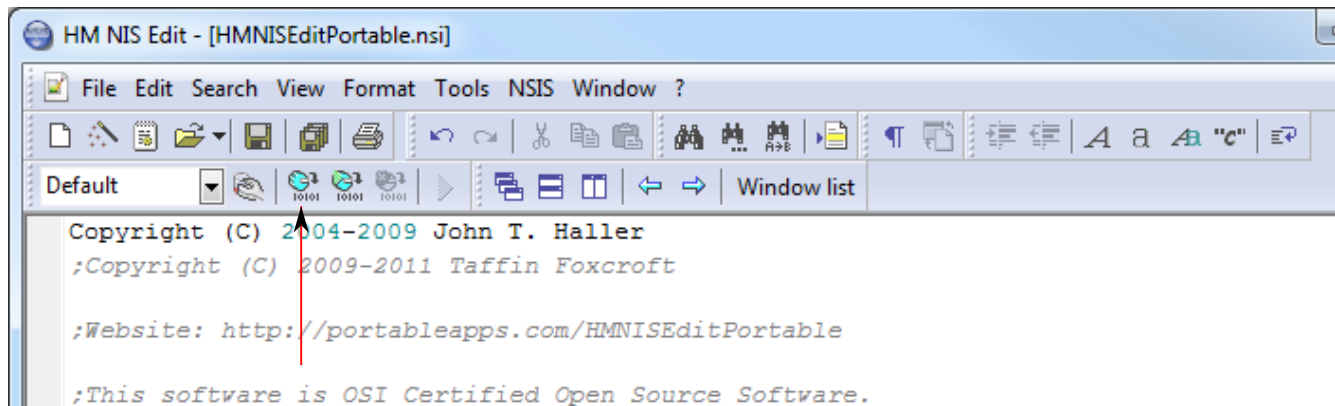 HM NIS Edit - [HMNISEditPortable.nsi]
File Edit Search View Format Tools NSIS Window ?
A a Aa "c"
Default Window list
Copyright (C) 2004-2009 John T. Haller
;Copyright (C) 2009-2011 Taffin Foxcroft
;Website: http://portableapps.com/HMNISEditPortable
;This software is OSI Certified Open Source Software.